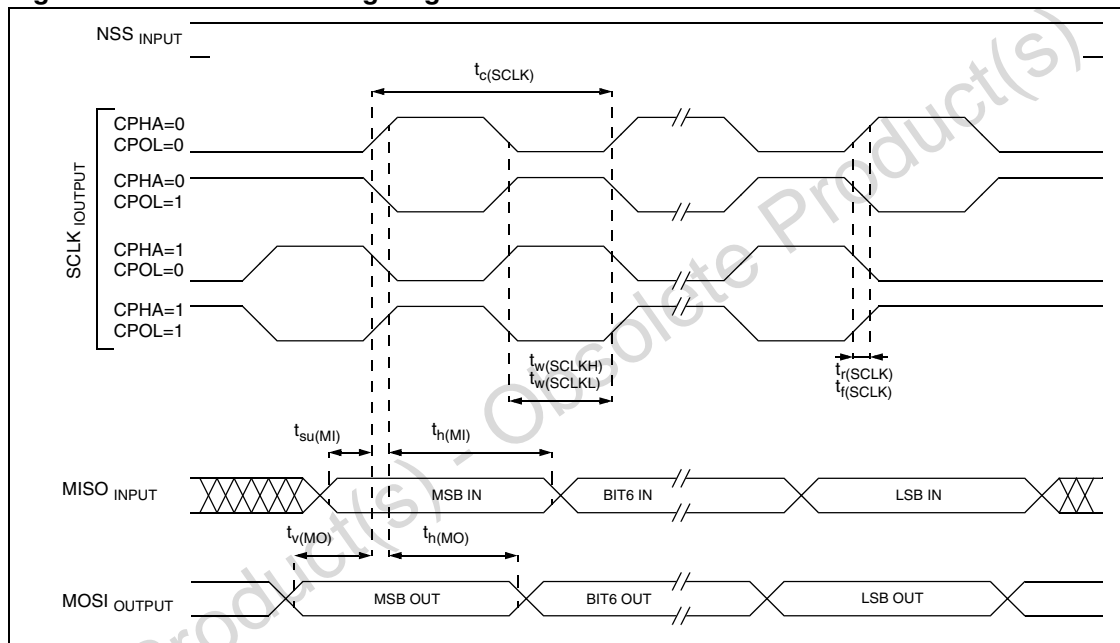 NSS INPUT
tc(SCLK)
SCLK IOUTPUT
CPHA=0
CPOL=0
CPHA=0
CPOL=1
CPHA=1
CPOL=0
CPHA=1
CPOL=1
tw(SCLKH)
tw(SCLKL)
tr(SCLK)
tf(SCLK)
tsu(MI)
th(MI)
MISO INPUT
MSB IN
BIT6 IN
LSB IN
tv(MO)
th(MO)
MOSI OUTPUT
MSB OUT
BIT6 OUT
LSB OUT
Product(s) - Obsolete Product(s)